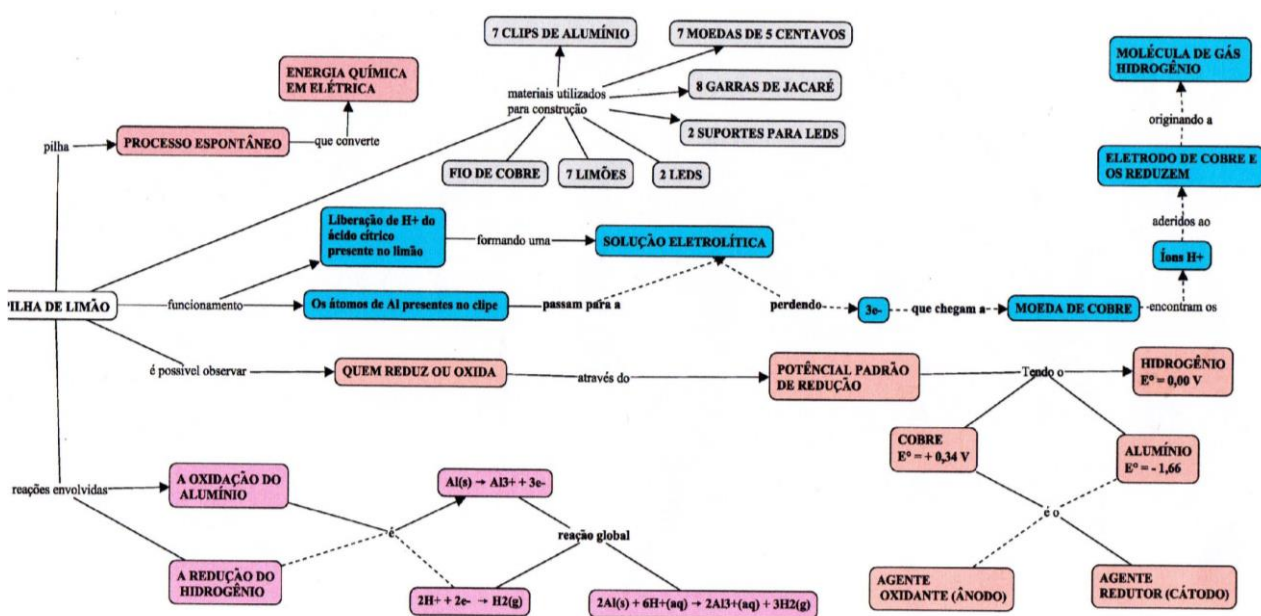 7 CLIPS DE ALUMÍNIO
7 MOEDAS DE 5 CENTAVOS
MOLÉCULA DE GÁS
HIDROGÊNIO
ENERGIA QUÍMICA
EM ELÉTRICA
materiais utilizados
para construção
8 GARRAS DE JACARÉ
originando a
pilha
PROCESSO ESPONTÂNEO
que converte
2 SUPORTES PARA LEDS
FIO DE COBRE
7 LIMÕES
2 LEDS
ELETRODO DE COBRE E
OS REDUZEM
aderidos ao
Liberação de H+ do
ácido cítrico
presente no limão
formando uma
SOLUÇÃO ELETROLÍTICA
Íons H+
PILHA DE LIMÃO
funcionamento
Os átomos de Al presentes no clipe
passam para a
perdendo
3e-
que chegam a
MOEDA DE COBRE
encontram os
é possível observar
QUEM REDUZ OU OXIDA
através do
POTÊNCIAL PADRÃO
DE REDUÇÃO
Tendo o
HIDROGÊNIO
Eº = 0,00 V
COBRE
Eº = + 0,34 V
ALUMÍNIO
Eº = - 1,66
reações envolvidas
A OXIDAÇÃO DO
ALUMÍNIO
Al(s) → Al3+ + 3e-
é
reação global
é o
A REDUÇÃO DO
HIDROGÊNIO
2H+ + 2e- → H2(g)
2Al(s) + 6H+(aq) → 2Al3+(aq) + 3H2(g)
AGENTE
OXIDANTE (ÂNODO)
AGENTE
REDUTOR (CÁTODO)